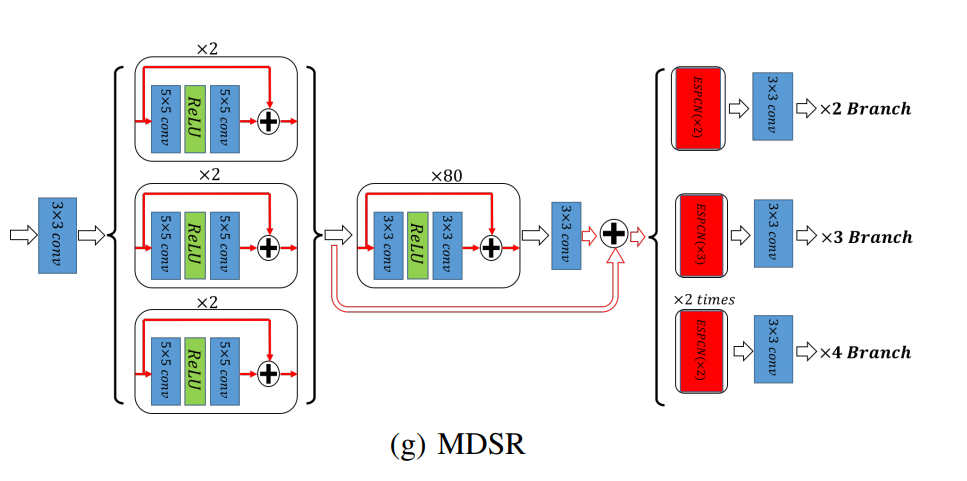 3×3 conv
×2
5×5 conv
ReLU
5×5 conv
×2
5×5 conv
ReLU
5×5 conv
×2
5×5 conv
ReLU
5×5 conv
×80
3×3 conv
ReLU
3×3 conv
3×3 conv
ESPCN(×2)
3×3 conv
×2 Branch
ESPCN(×3)
3×3 conv
×3 Branch
×2 times
ESPCN(×2)
3×3 conv
×4 Branch
(g) MDSR